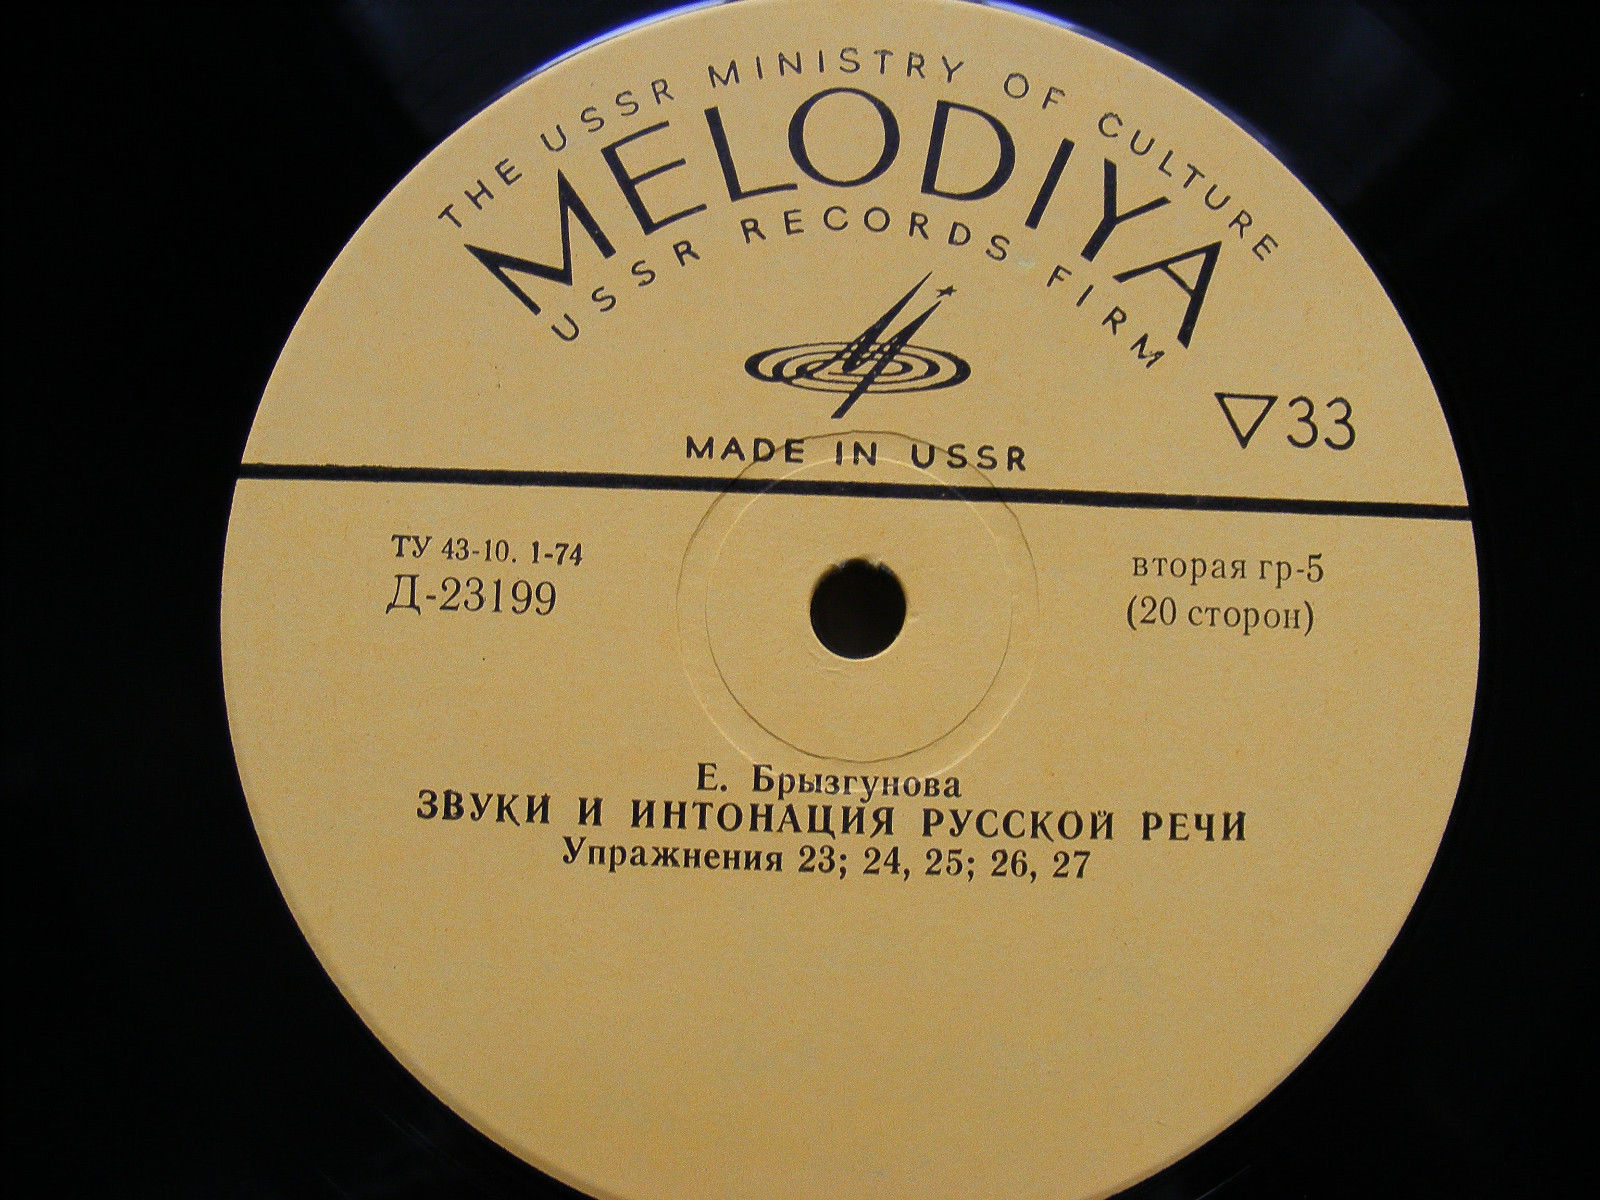 THE USSR MINISTRY OF CULTURE
MELODIYA
USSR RECORDS FIRM
MADE IN USSR
▽33
ТУ 43-10. 1-74
Д-23199
вторая гр-5
(20 сторон)
Е. Брызгунова
ЗВУКИ И ИНТОНАЦИЯ РУССКОЙ РЕЧИ
Упражнения 23; 24, 25; 26, 27